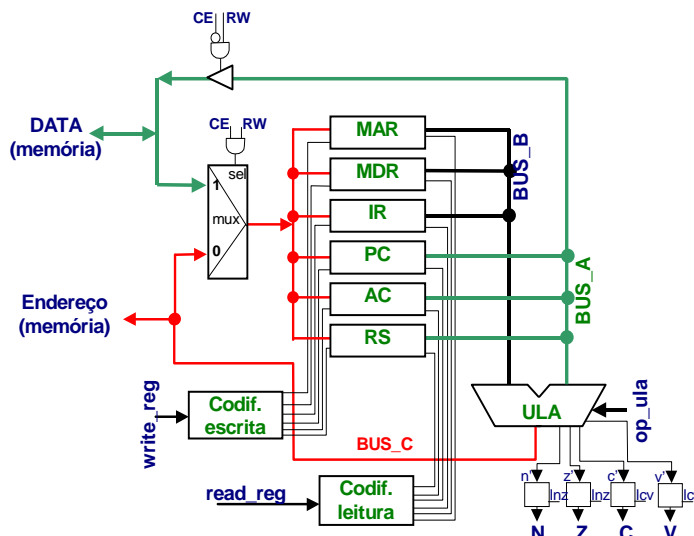 CE RW
DATA
(memória)
CE RW
sel
1
mux
0
Endereço
(memória)
MAR
MDR
IR
PC
AC
RS
BUS_B
BUS_A
ULA
op_ula
write_reg
Codif.
escrita
BUS_C
read_reg
Codif.
leitura
n' z' c' v'
lnz lnz lcv lc
N Z C V